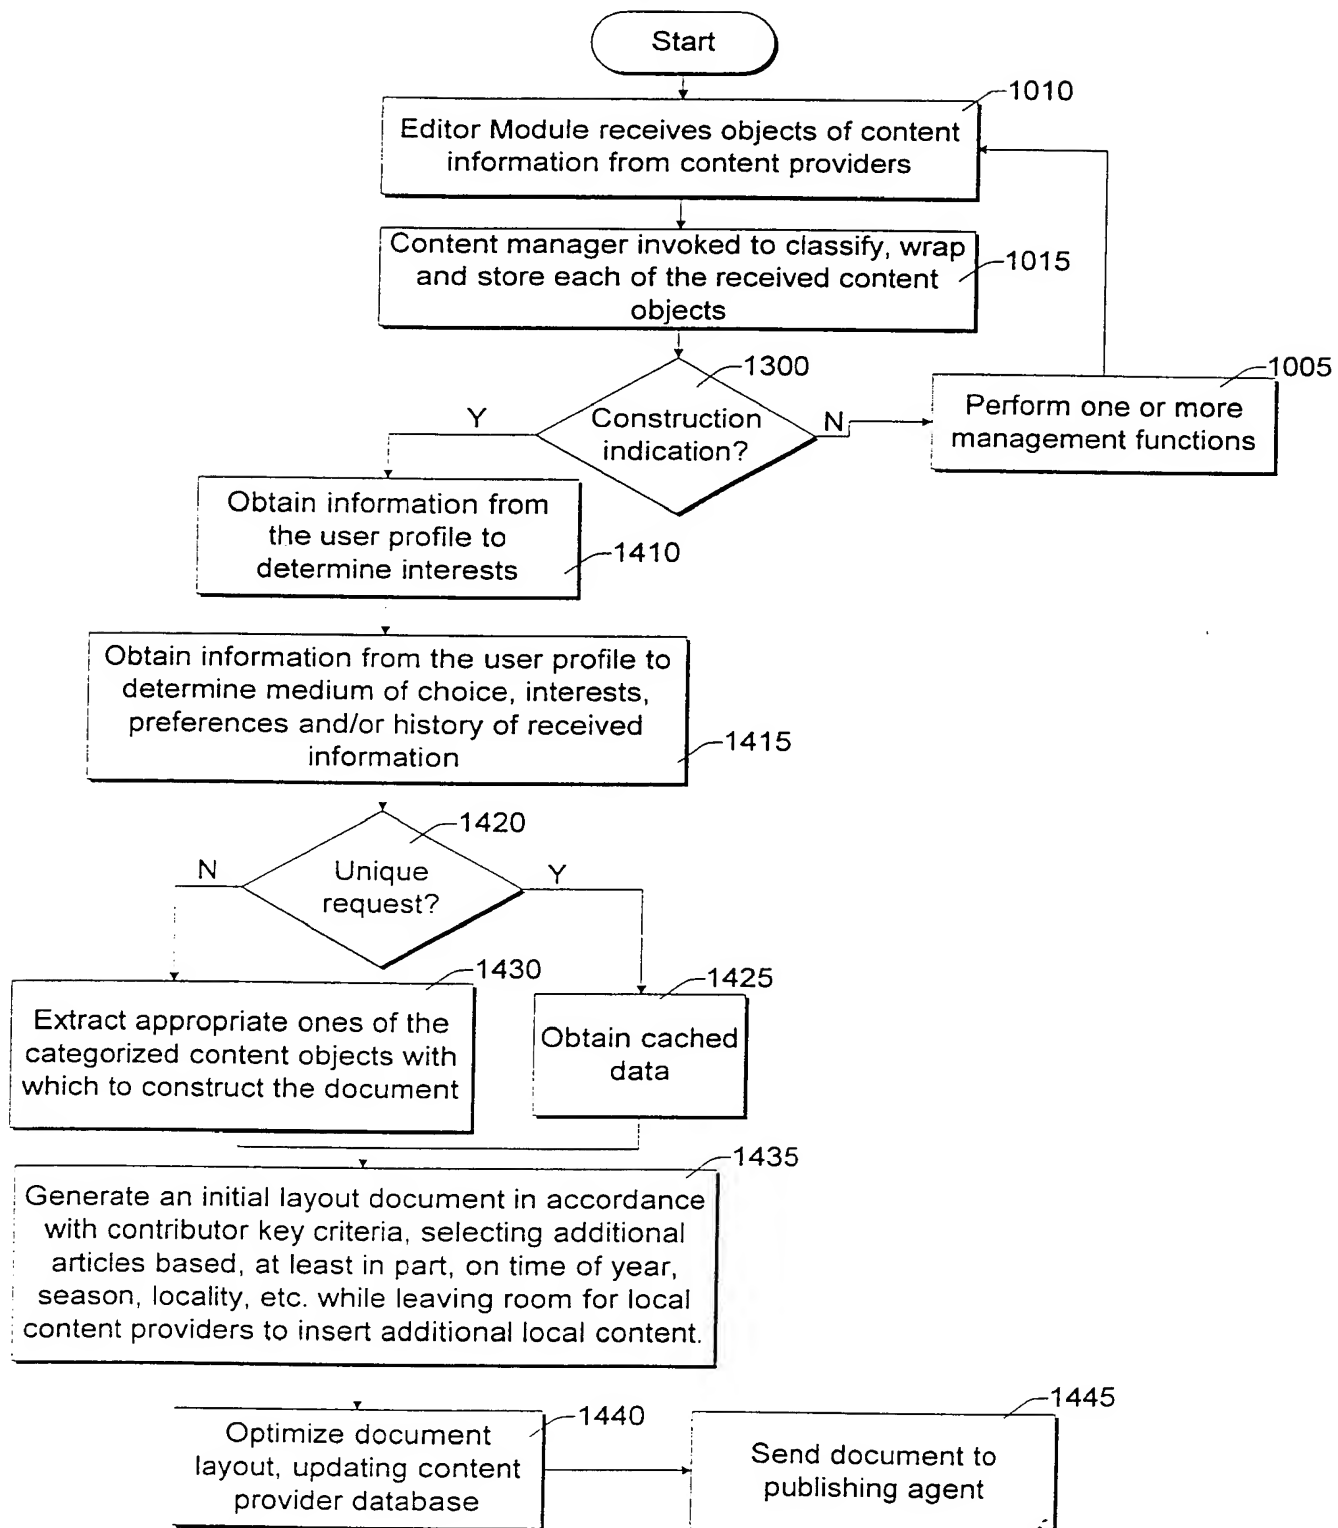 Start
1010
Editor Module receives objects of content
information from content providers
Content manager invoked to classify, wrap
and store each of the received content
objects
1015
1300
Construction
indication?
Y
N
1005
Perform one or more
management functions
Obtain information from
the user profile to
determine interests
1410
Obtain information from the user profile to
determine medium of choice, interests,
preferences and/or history of received
information
1415
1420
Unique
request?
N
Y
1430
Extract appropriate ones of the
categorized content objects with
which to construct the document
1425
Obtain cached
data
1435
Generate an initial layout document in accordance
with contributor key criteria, selecting additional
articles based, at least in part, on time of year,
season, locality, etc. while leaving room for local
content providers to insert additional local content.
1440
Optimize document
layout, updating content
provider database
1445
Send document to
publishing agent